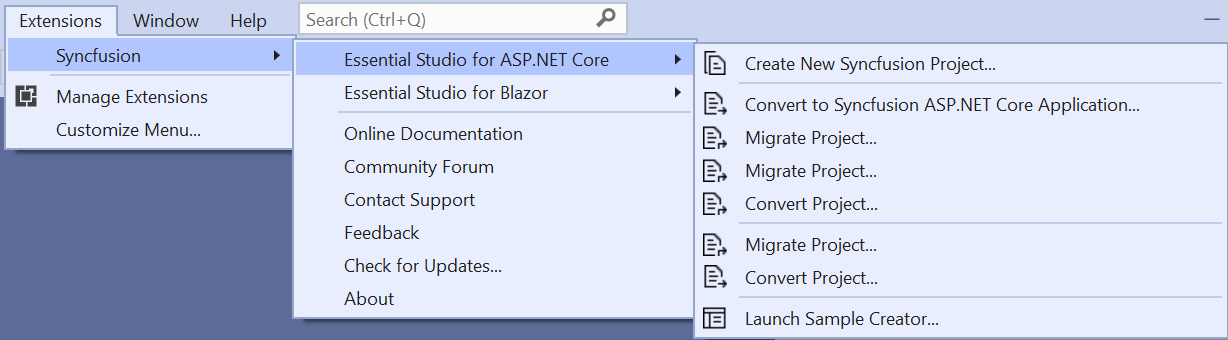 Extensions Window Help Search (Ctrl+Q)
Syncfusion
Manage Extensions
Customize Menu...
Essential Studio for ASP.NET Core
Essential Studio for Blazor
Online Documentation
Community Forum
Contact Support
Feedback
Check for Updates...
About
Create New Syncfusion Project...
Convert to Syncfusion ASP.NET Core Application...
Migrate Project...
Migrate Project...
Convert Project...
Migrate Project...
Convert Project...
Launch Sample Creator...